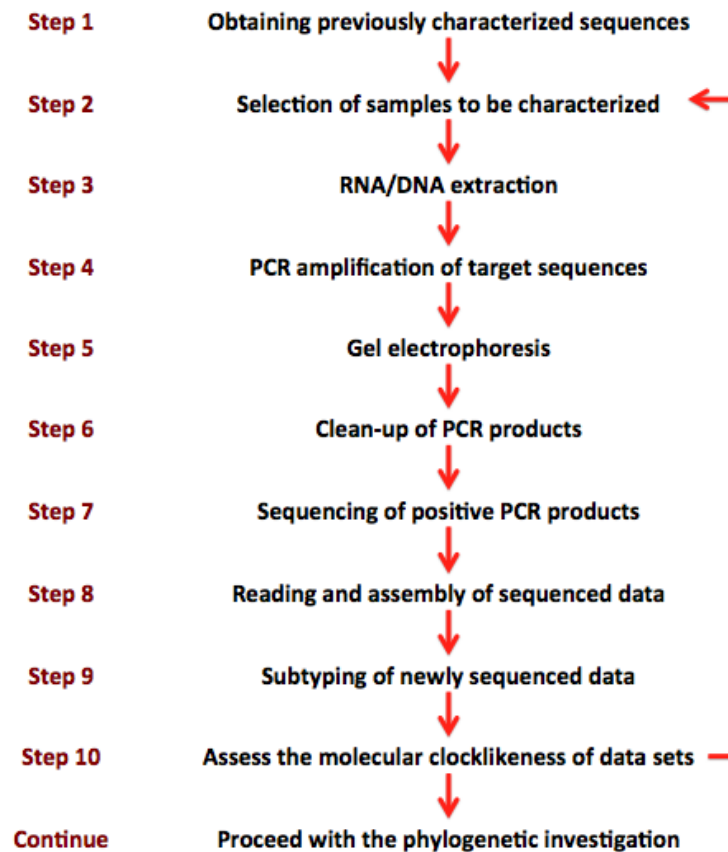 Step 1 Obtaining previously characterized sequences
Step 2 Selection of samples to be characterized
Step 3 RNA/DNA extraction
Step 4 PCR amplification of target sequences
Step 5 Gel electrophoresis
Step 6 Clean-up of PCR products
Step 7 Sequencing of positive PCR products
Step 8 Reading and assembly of sequenced data
Step 9 Subtyping of newly sequenced data
Step 10 Assess the molecular clocklikeness of data sets
Continue Proceed with the phylogenetic investigation